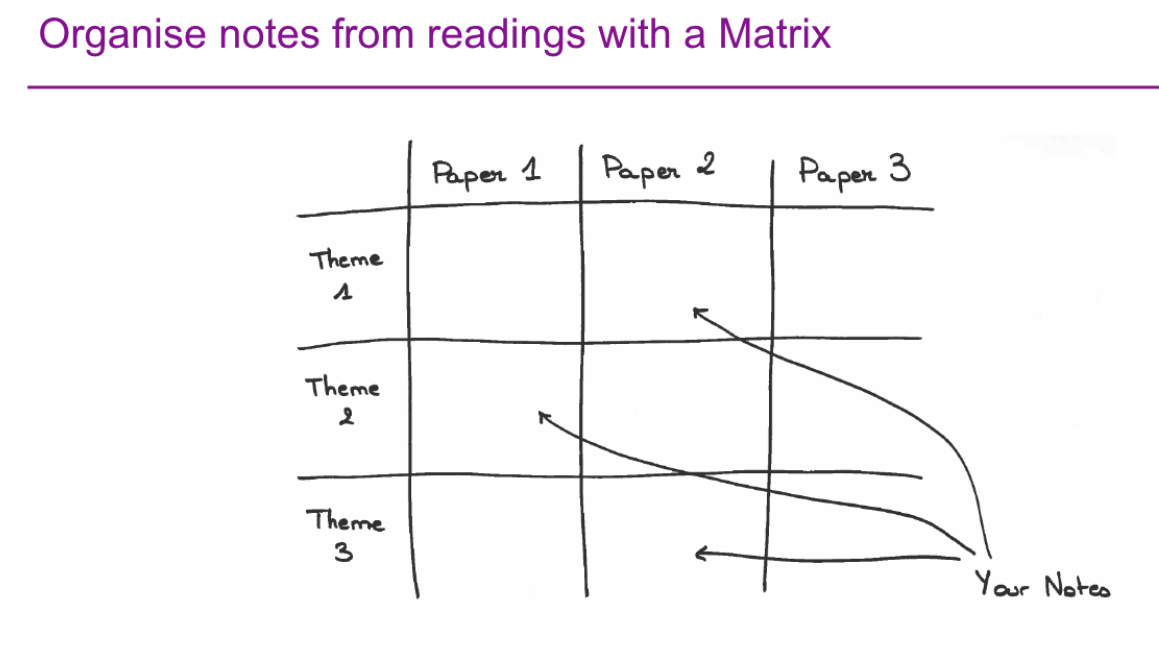 Organise notes from readings with a Matrix
Paper 1
Paper 2
Paper 3
Theme
1
Theme
2
Theme
3
Your Notes